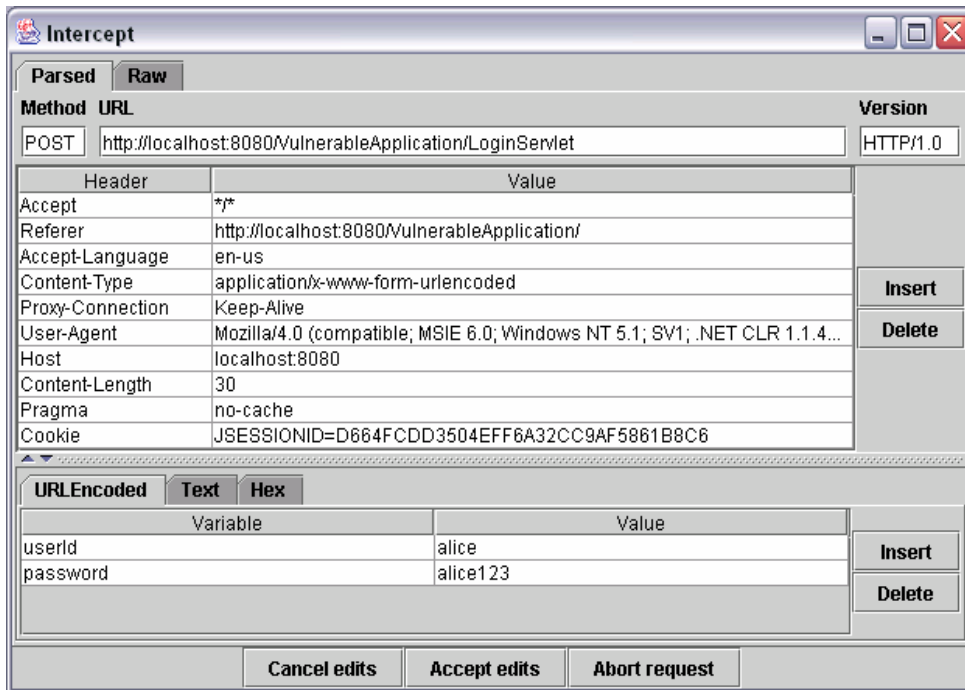 Intercept
Parsed Raw
Method URL Version
POST http://localhost:8080/VulnerableApplication/LoginServlet HTTP/1.0
Header Value
Accept */*
Referer http://localhost:8080/VulnerableApplication/
Accept-Language en-us
Content-Type application/x-www-form-urlencoded
Proxy-Connection Keep-Alive
User-Agent Mozilla/4.0 (compatible; MSIE 6.0; Windows NT 5.1; SV1; .NET CLR 1.1.4...
Host localhost:8080
Content-Length 30
Pragma no-cache
Cookie JSESSIONID=D664FCDD3504EFF6A32CC9AF5861B8C6
Insert
Delete
URLEncoded Text Hex
Variable Value
userId alice
password alice123
Insert
Delete
Cancel edits Accept edits Abort request